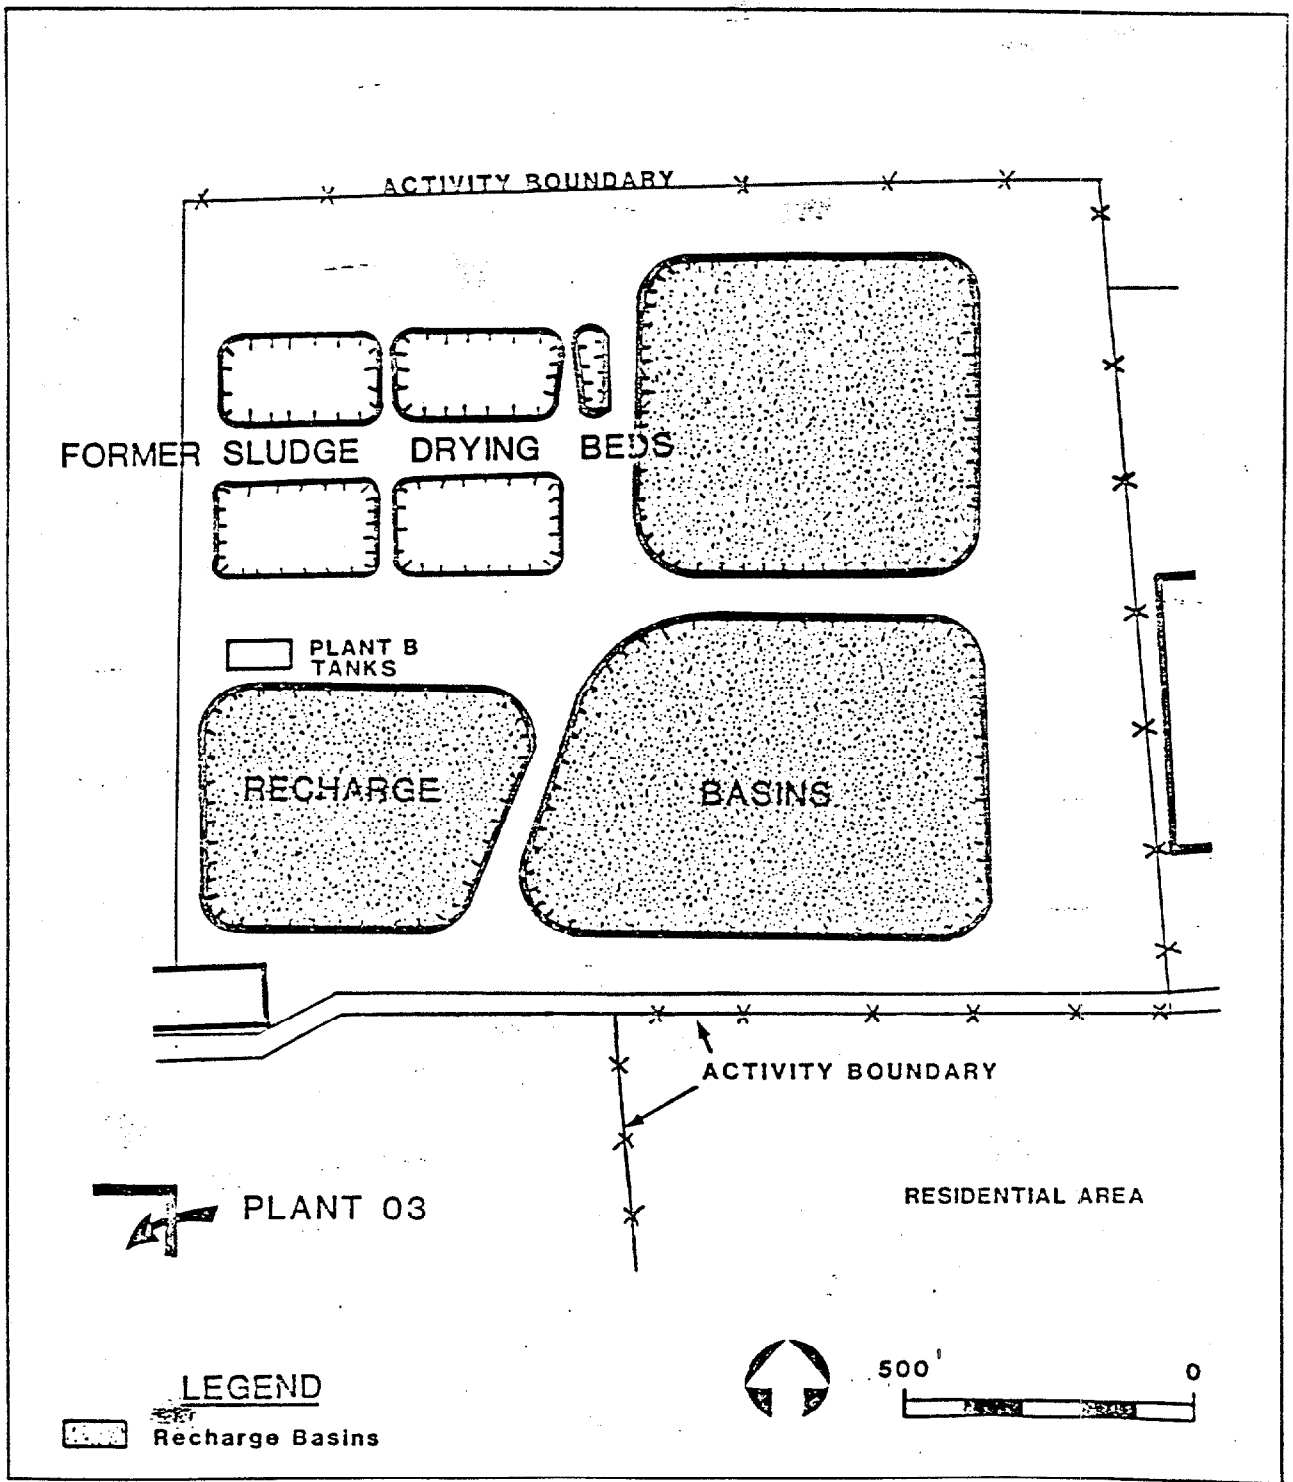 ACTIVITY BOUNDARY
FORMER SLUDGE DRYING BEDS
PLANT B
TANKS
RECHARGE BASINS
ACTIVITY BOUNDARY
PLANT 03
RESIDENTIAL AREA
500' 0
LEGEND
Recharge Basins